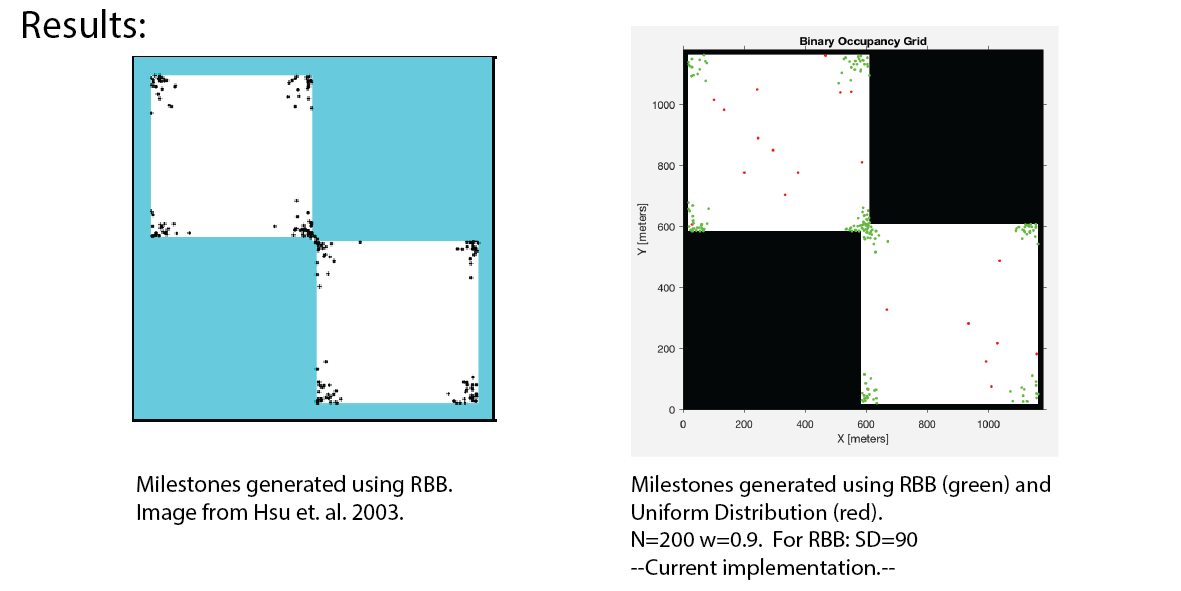 Results:
Binary Occupancy Grid
1000
800
600
400
200
0
Y [meters]
0 200 400 600 800 1000
X [meters]
Milestones generated using RBB.
Image from Hsu et. al. 2003.
Milestones generated using RBB (green) and
Uniform Distribution (red).
N=200 w=0.9.  For RBB: SD=90
--Current implementation.--